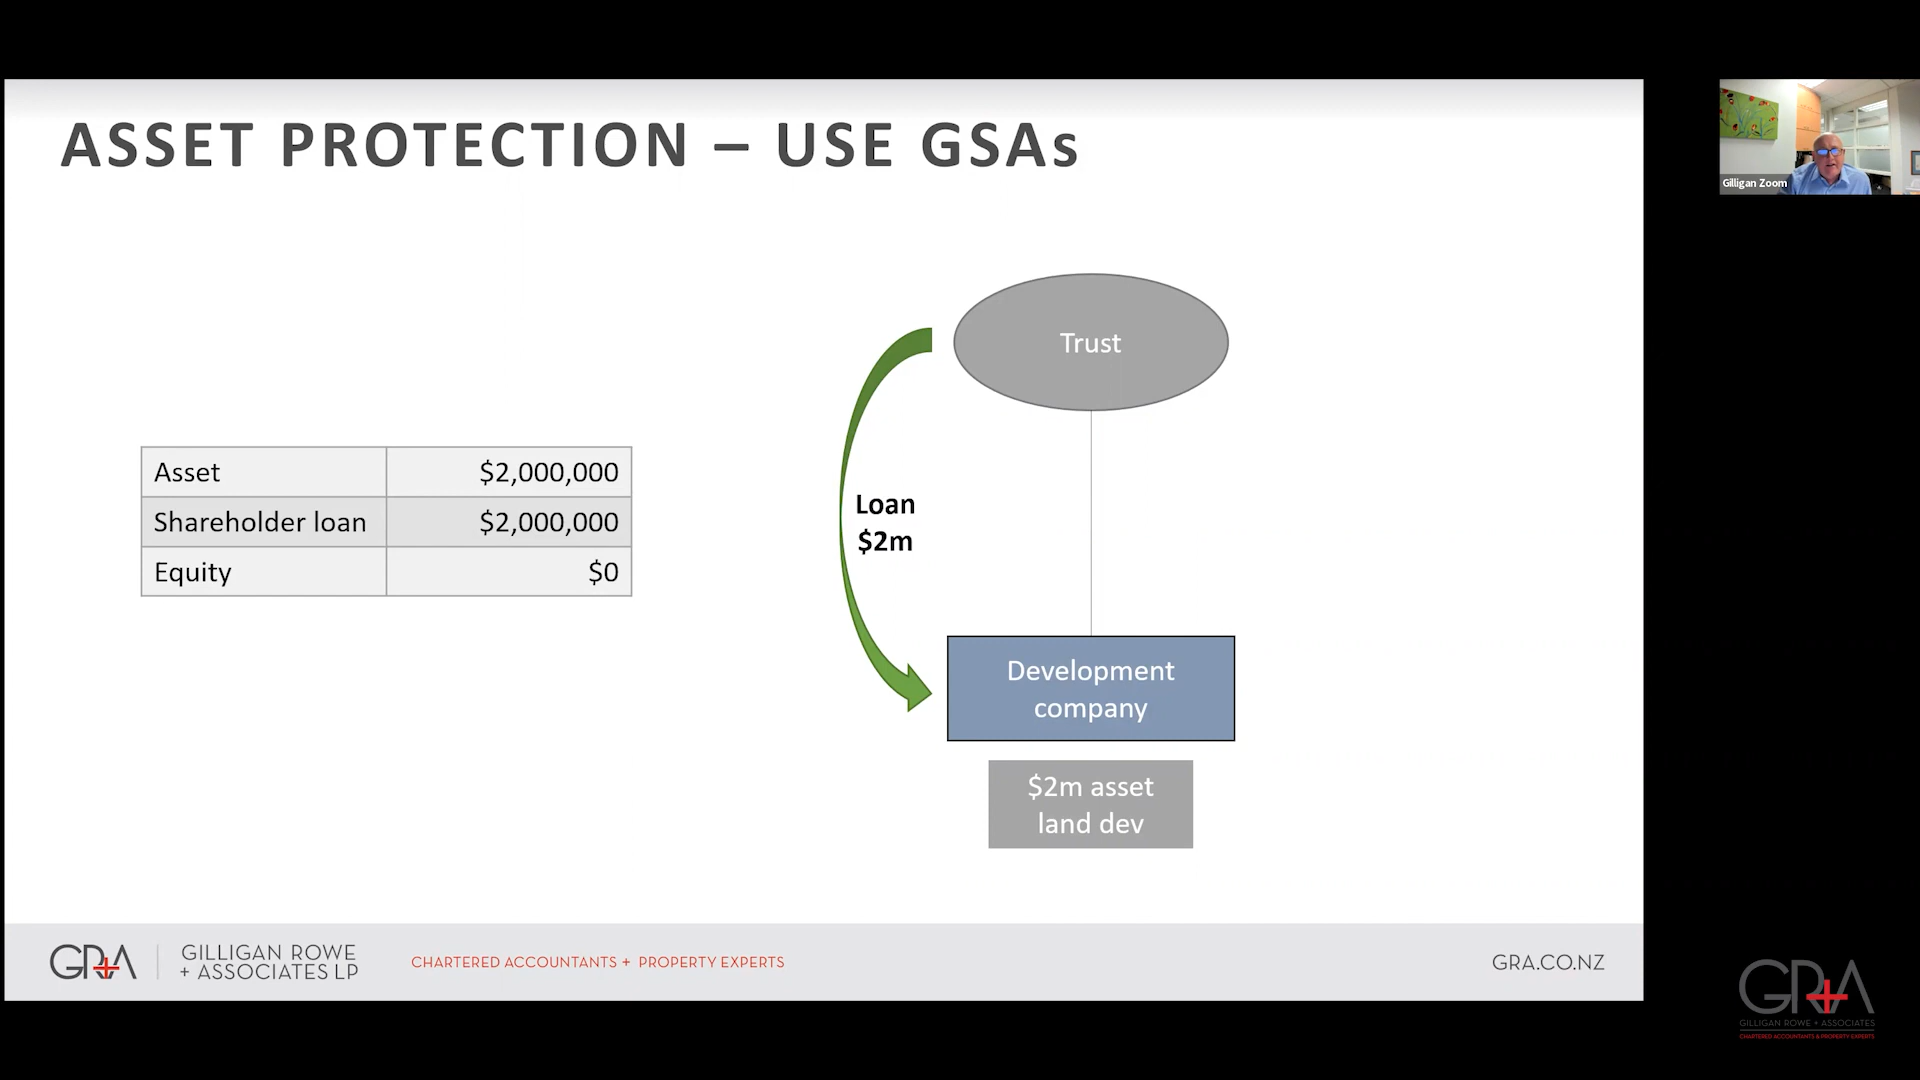 ASSET PROTECTION – USE GSAs
Gilligan Zoom
Trust
Loan
$2m
Asset $2,000,000
Shareholder loan $2,000,000
Equity $0
Development
company
$2m asset
land dev
GRA
GILLIGAN ROWE
+ ASSOCIATES LP
CHARTERED ACCOUNTANTS + PROPERTY EXPERTS
GRA.CO.NZ
GRA
GILLIGAN ROWE + ASSOCIATES
CHARTERED ACCOUNTANTS & PROPERTY EXPERTS